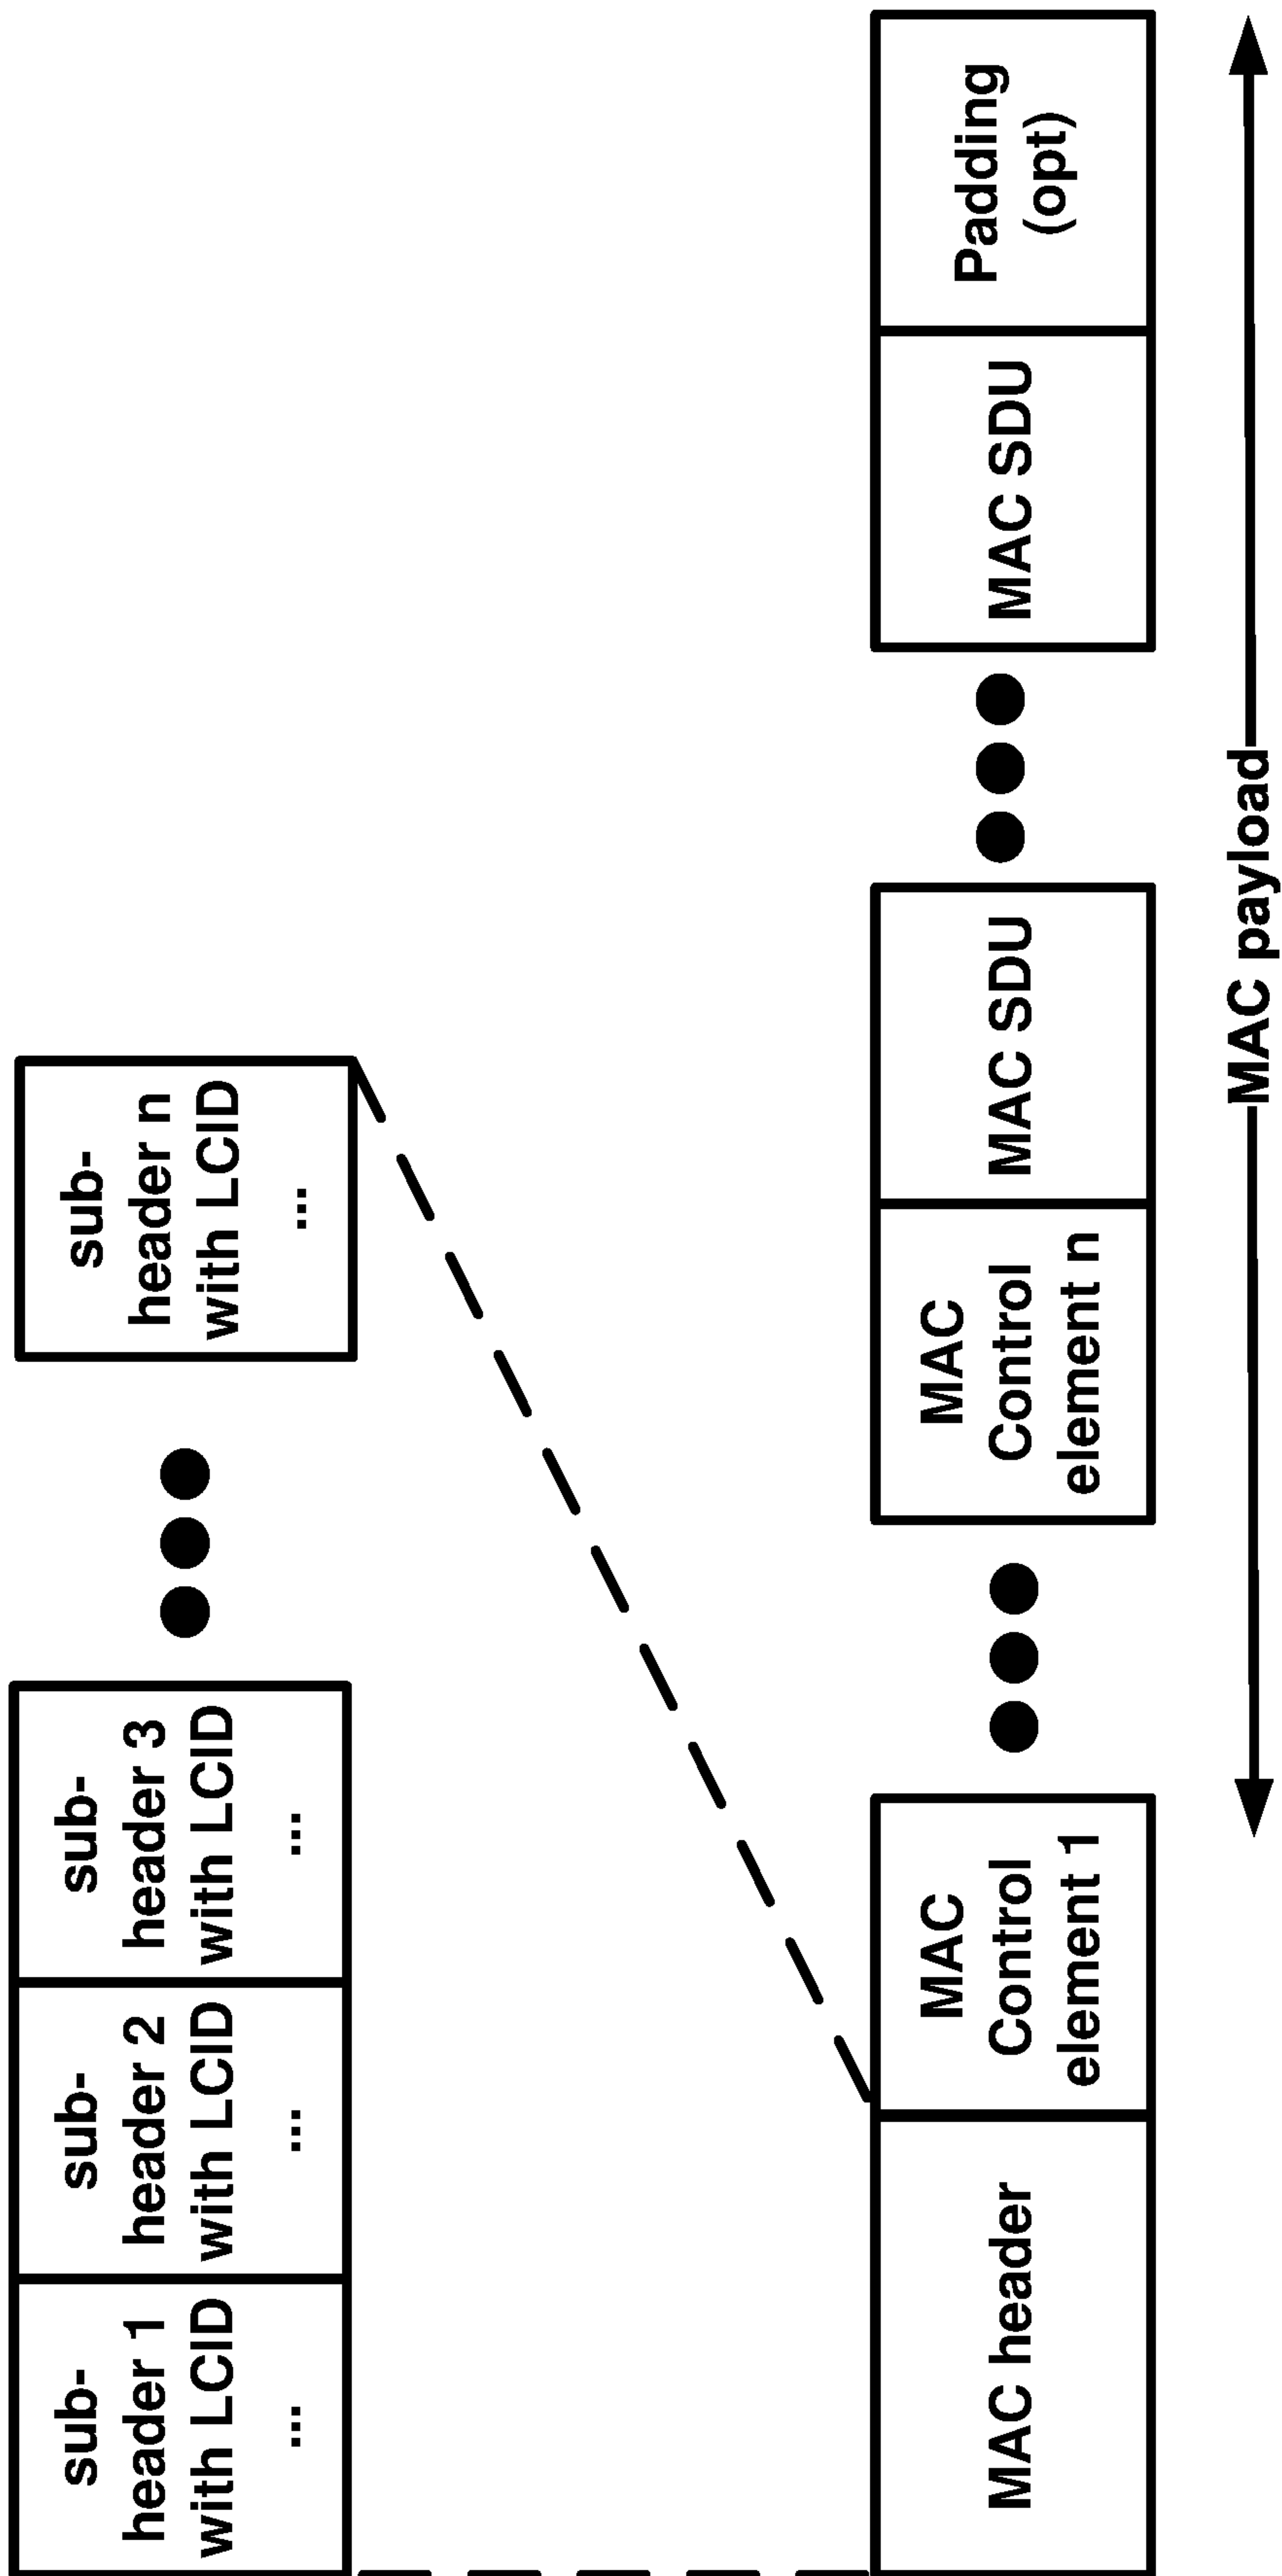 sub-
header 1
with LCID
...
sub-
header 2
with LCID
...
sub-
header 3
with LCID
...
sub-
header n
with LCID
...
MAC header
MAC
Control
element 1
MAC
Control
element n
MAC SDU
MAC SDU
Padding
(opt)
MAC payload